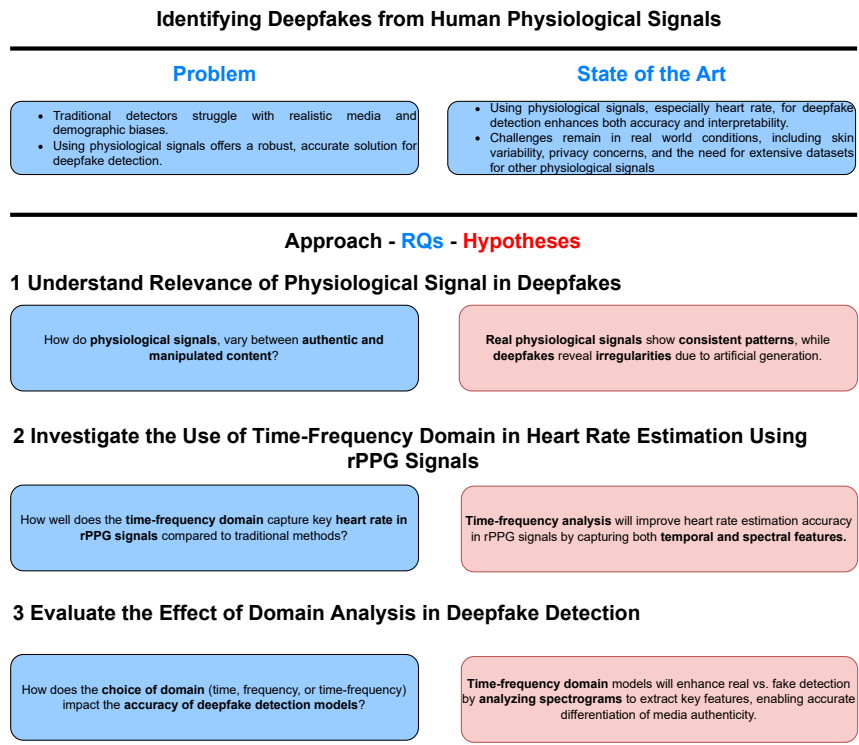 Identifying Deepfakes from Human Physiological Signals
Problem
• Traditional detectors struggle with realistic media and
demographic biases.
• Using physiological signals offers a robust, accurate solution for
deepfake detection.
State of the Art
• Using physiological signals, especially heart rate, for deepfake
detection enhances both accuracy and interpretability.
• Challenges remain in real world conditions, including skin
variability, privacy concerns, and the need for extensive datasets
for other physiological signals
Approach - RQs - Hypotheses
1 Understand Relevance of Physiological Signal in Deepfakes
How do physiological signals, vary between authentic and
manipulated content?
Real physiological signals show consistent patterns, while
deepfakes reveal irregularities due to artificial generation.
2 Investigate the Use of Time-Frequency Domain in Heart Rate Estimation Using
rPPG Signals
How well does the time-frequency domain capture key heart rate in
rPPG signals compared to traditional methods?
Time-frequency analysis will improve heart rate estimation accuracy
in rPPG signals by capturing both temporal and spectral features.
3 Evaluate the Effect of Domain Analysis in Deepfake Detection
How does the choice of domain (time, frequency, or time-frequency)
impact the accuracy of deepfake detection models?
Time-frequency domain models will enhance real vs. fake detection
by analyzing spectrograms to extract key features, enabling accurate
differentiation of media authenticity.